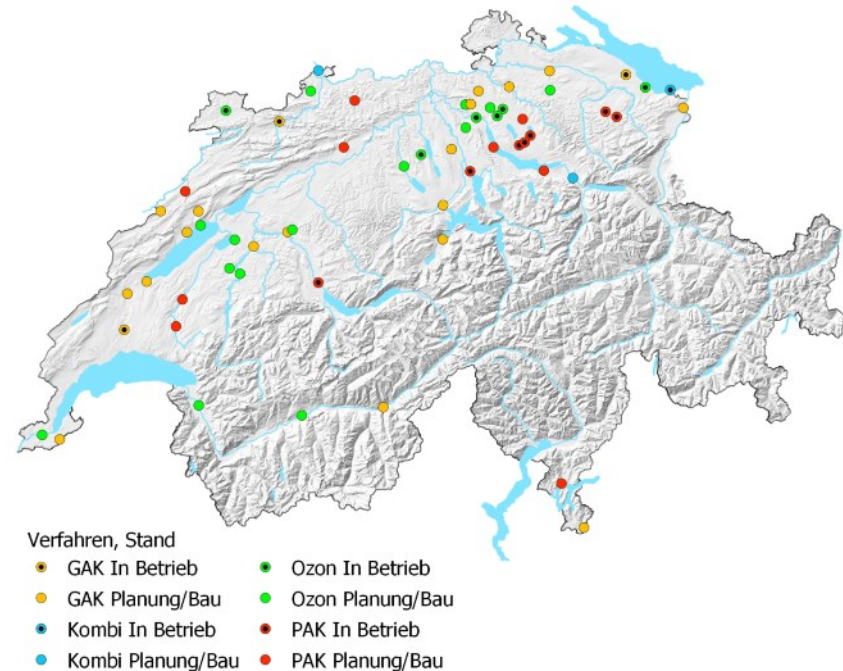 Verfahren, Stand
GAK In Betrieb
GAK Planung/Bau
Kombi In Betrieb
Kombi Planung/Bau
Ozon In Betrieb
Ozon Planung/Bau
PAK In Betrieb
PAK Planung/Bau